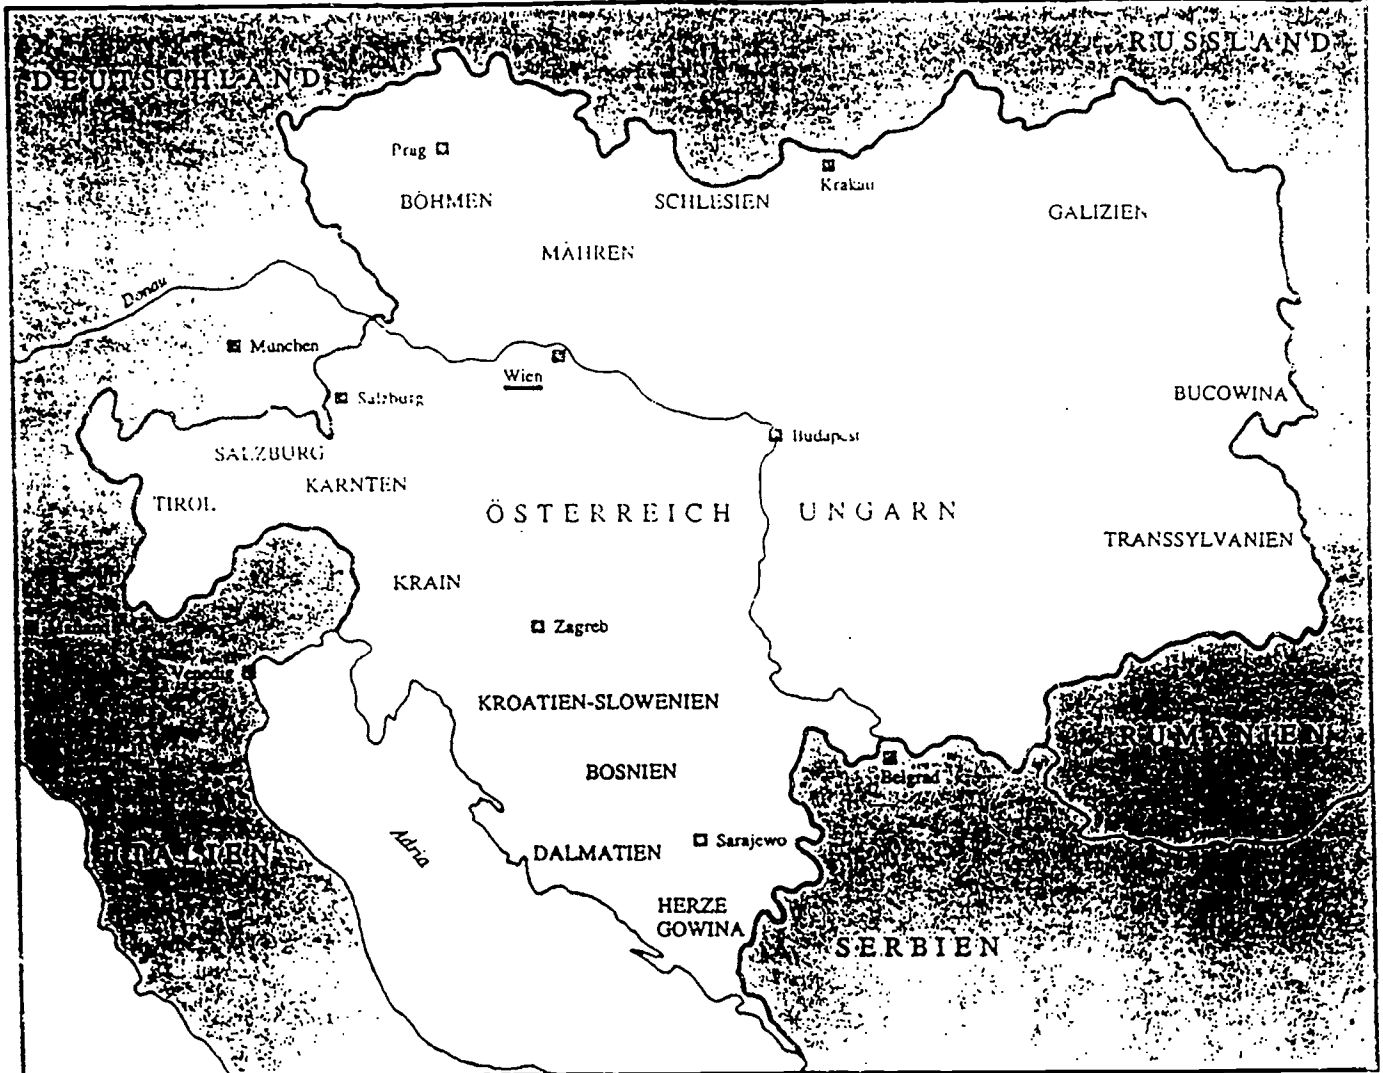 RUSSLAND
DEUTSCHLAND
Prag
Krakau
BÖHMEN
SCHLESIEN
GALIZIEN
MÄHREN
Donau
München
Wien
Salzburg
BUCOWINA
Budapest
SALZBURG
KARNTEN
TIROL
ÖSTERREICH UNGARN
TRANSSYLVANIEN
KRAIN
Zagreb
Venedig
KROATIEN-SLOWENIEN
RUMÄNIEN
BOSNIEN
Belgrad
Adria
Sarajewo
DALMATIEN
ITALIEN
HERZE
GOWINA
SERBIEN